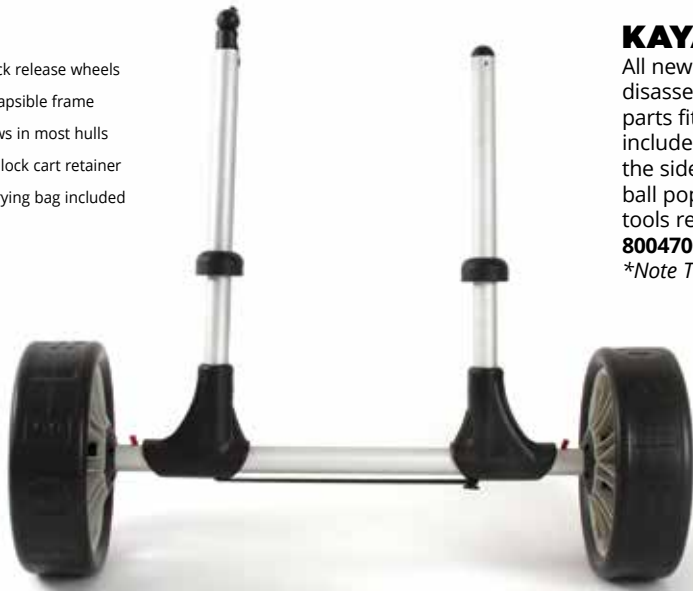 ck release wheels
apsible frame
ws in most hulls
lock cart retainer
ying bag included
KAYA
All new
disasse
parts fit
include
the side
ball pop
tools re
800470
*Note T